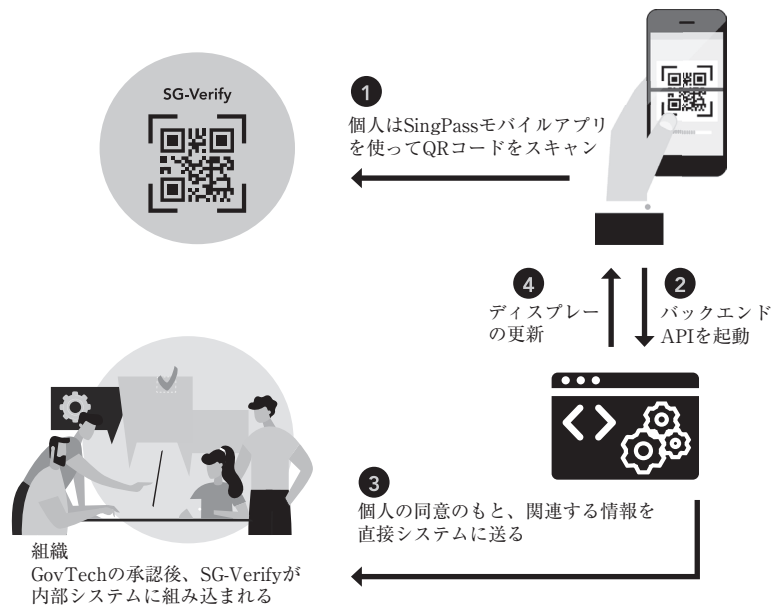 SG-Verify
1
個人はSingPassモバイルアプリ
を使ってQRコードをスキャン
4
ディスプレー
の更新
2
バックエンド
APIを起動
3
個人の同意のもと、関連する情報を
直接システムに送る
組織
GovTechの承認後、SG-Verifyが
内部システムに組み込まれる